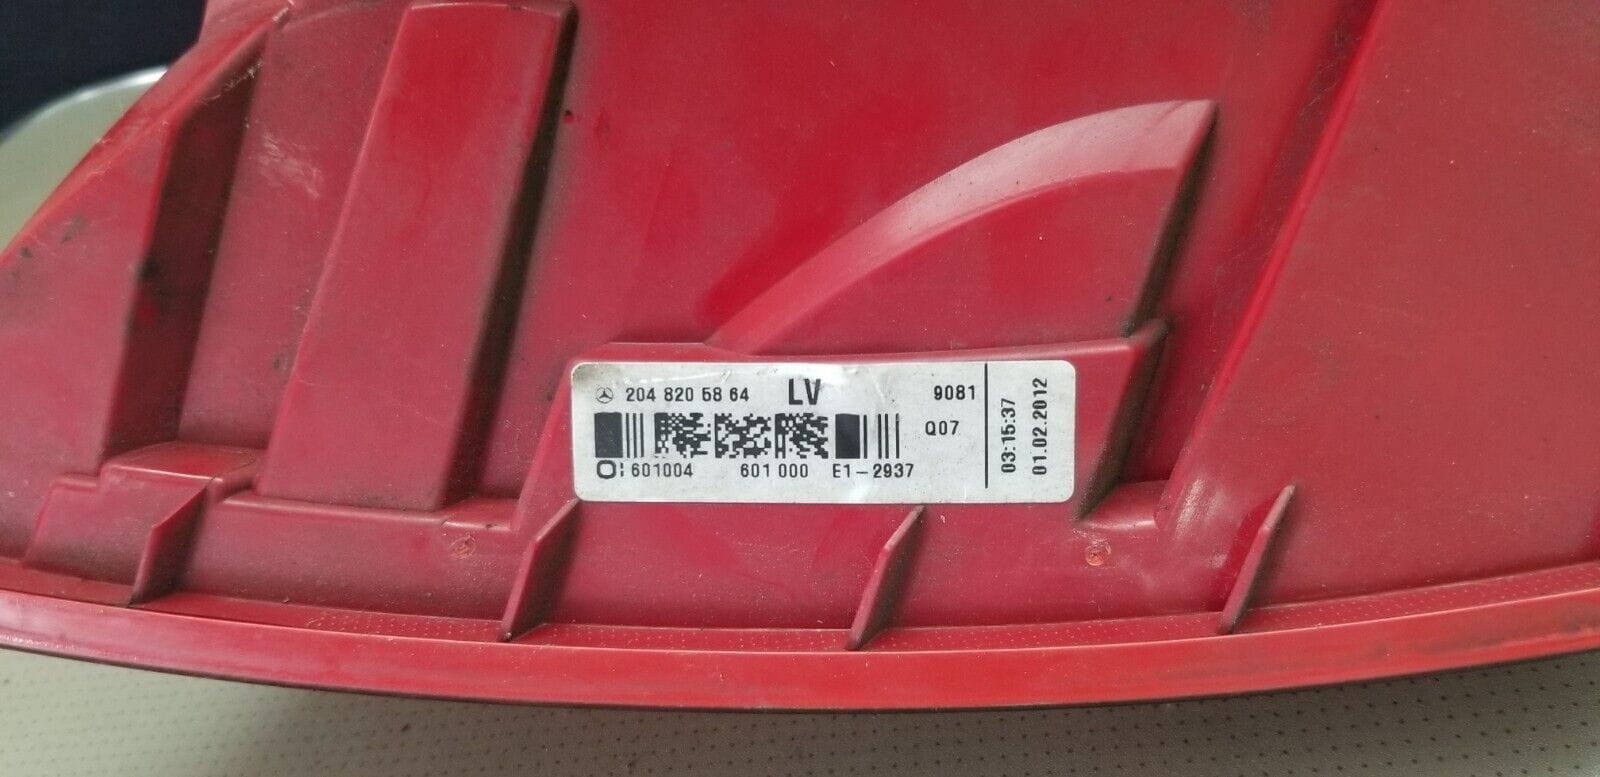 204 820 58 64 LV 9081
Q07
601004 601 000 E1-2937
03:15:37
01.02.2012